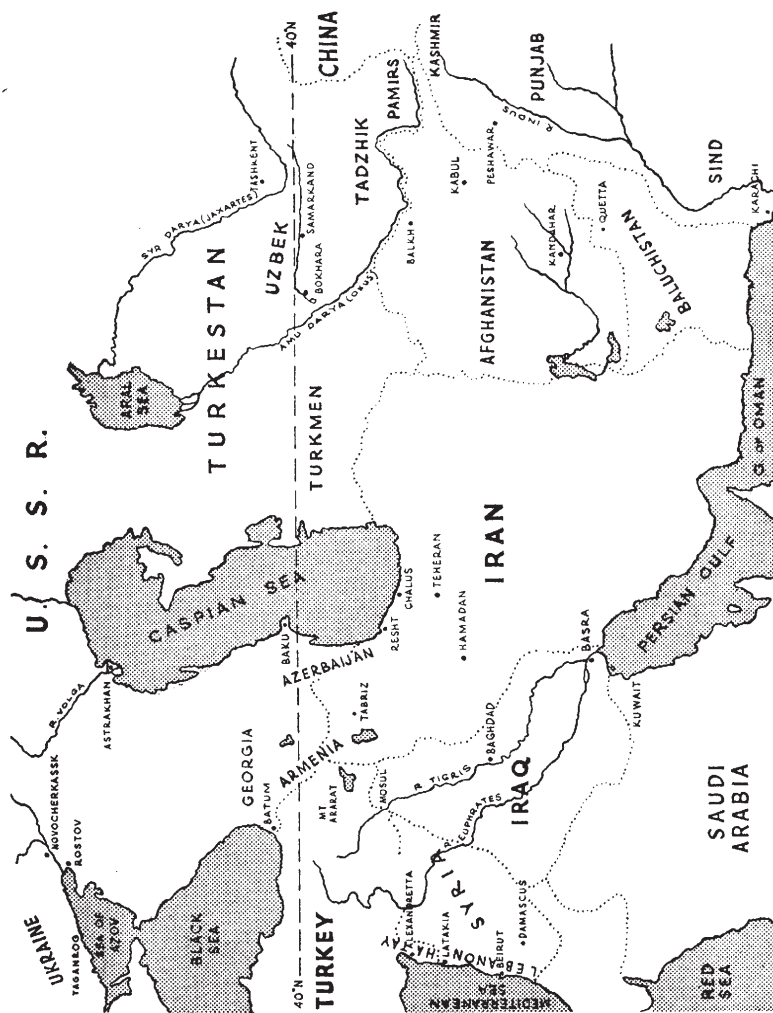 U. S. S. R.
UKRAINE
NOVOCHERKASSK
ROSTOV
TAGANROG
SEA OF
AZOV
R. VOLGA
ASTRAKHAN
ARAL
SEA
SYR DARYA (JAXARTES)
TASHKENT
TURKESTAN
BLACK
SEA
GEORGIA
BATUM
CASPIAN SEA
BAKU
AZERBAIJAN
UZBEK
BOKHARA
SAMARKAND
40°N
40°N
CHINA
TURKEY
ARMENIA
MT
ARARAT
TABRIZ
TURKMEN
AMU DARYA (OXUS)
TADZHIK
PAMIRS
KASHMIR
MOSUL
RESHT
CHALUS
TEHERAN
HAMADAN
BALKH
KABUL
PESHAWAR
R. INDUS
PUNJAB
HATAY
ALEXANDRETTA
LATAKIA
LEBANON
BEIRUT
MEDITERRANEAN
SEA
SYRIA
DAMASCUS
R. TIGRIS
R. EUPHRATES
BAGHDAD
IRAQ
IRAN
AFGHANISTAN
KANDAHAR
QUETTA
BALUCHISTAN
SIND
KARACHI
BASRA
KUWAIT
PERSIAN GULF
G. OF OMAN
SAUDI
ARABIA
RED
SEA